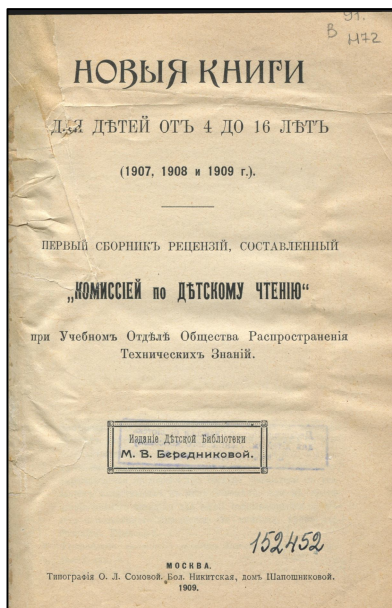 91.
В М72
НОВЫЯ КНИГИ
ДЛЯ ДѢТЕЙ ОТЪ 4 ДО 16 ЛѢТЪ
(1907, 1908 и 1909 г.).
ПЕРВЫЙ СБОРНИКЪ РЕЦЕНЗІЙ, СОСТАВЛЕННЫЙ
„КОМИССІЕЙ по ДѢТСКОМУ ЧТЕНІЮ“
при Учебномъ Отдѣлѣ Общества Распространенія
Техническихъ Знаній.
Изданіе Дѣтской Библіотеки
М. В. Бередниковой.
152452
МОСКВА.
Типографія О. Л. Сомовой. Бол. Никитская, домъ Шапошниковой.
1909.